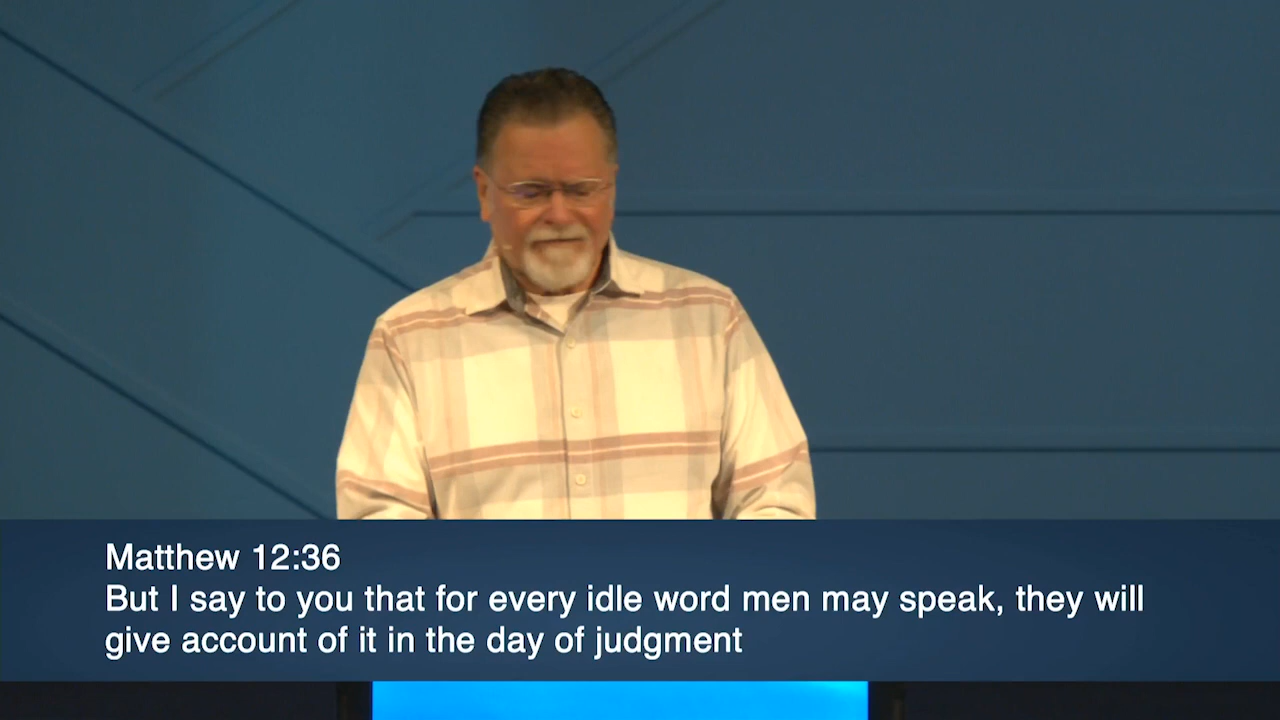 Matthew 12:36
But I say to you that for every idle word men may speak, they will
give account of it in the day of judgment